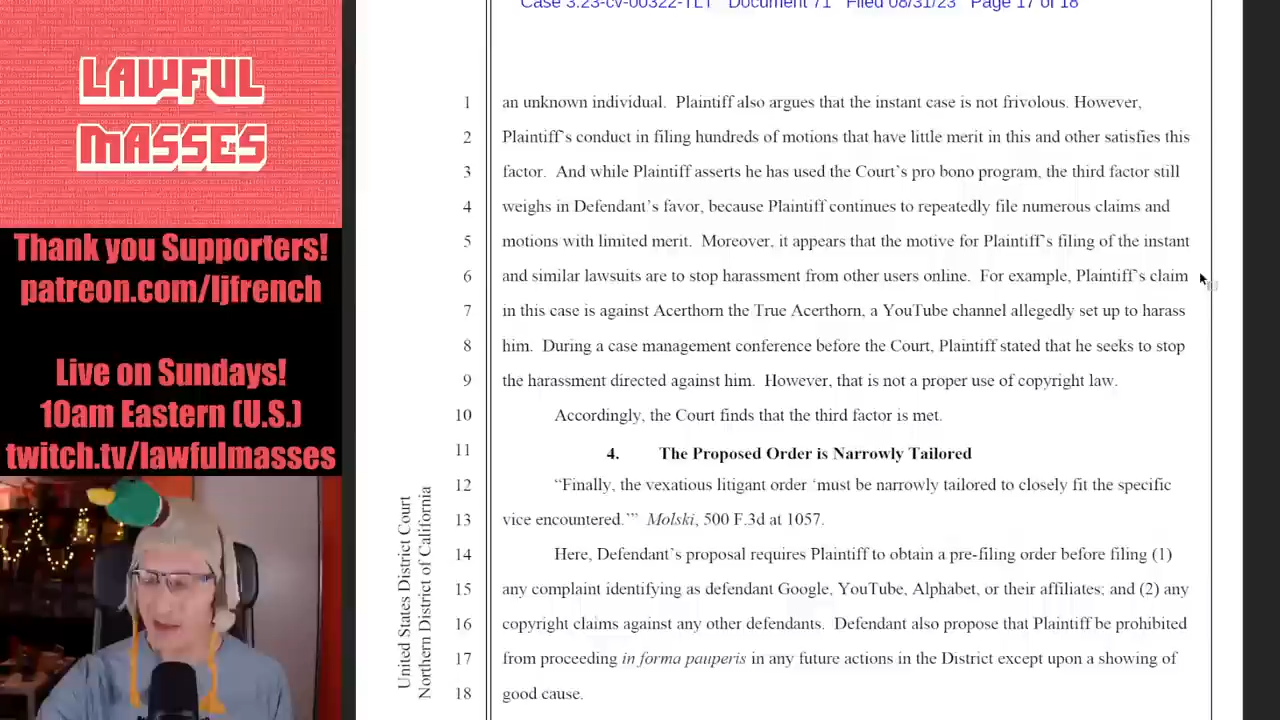 LAWFUL
MASSES
Thank you Supporters!
patreon.com/ljfrench
Live on Sundays!
10am Eastern (U.S.)
twitch.tv/lawfulmasses
Case 3:23-cv-00322-TLT Document 71 Filed 08/31/23 Page 17 of 18
1 an unknown individual. Plaintiff also argues that the instant case is not frivolous. However,
2 Plaintiff's conduct in filing hundreds of motions that have little merit in this and other satisfies this
3 factor. And while Plaintiff asserts he has used the Court's pro bono program, the third factor still
4 weighs in Defendant's favor, because Plaintiff continues to repeatedly file numerous claims and
5 motions with limited merit. Moreover, it appears that the motive for Plaintiff's filing of the instant
6 and similar lawsuits are to stop harassment from other users online. For example, Plaintiff's claim
7 in this case is against Acerthorn the True Acerthorn, a YouTube channel allegedly set up to harass
8 him. During a case management conference before the Court, Plaintiff stated that he seeks to stop
9 the harassment directed against him. However, that is not a proper use of copyright law.
10 Accordingly, the Court finds that the third factor is met.
11 4. The Proposed Order is Narrowly Tailored
12 “Finally, the vexatious litigant order ‘must be narrowly tailored to closely fit the specific
13 vice encountered.’” Molski, 500 F.3d at 1057.
14 Here, Defendant's proposal requires Plaintiff to obtain a pre-filing order before filing (1)
15 any complaint identifying as defendant Google, YouTube, Alphabet, or their affiliates; and (2) any
16 copyright claims against any other defendants. Defendant also propose that Plaintiff be prohibited
17 from proceeding in forma pauperis in any future actions in the District except upon a showing of
18 good cause.
United States District Court
Northern District of California